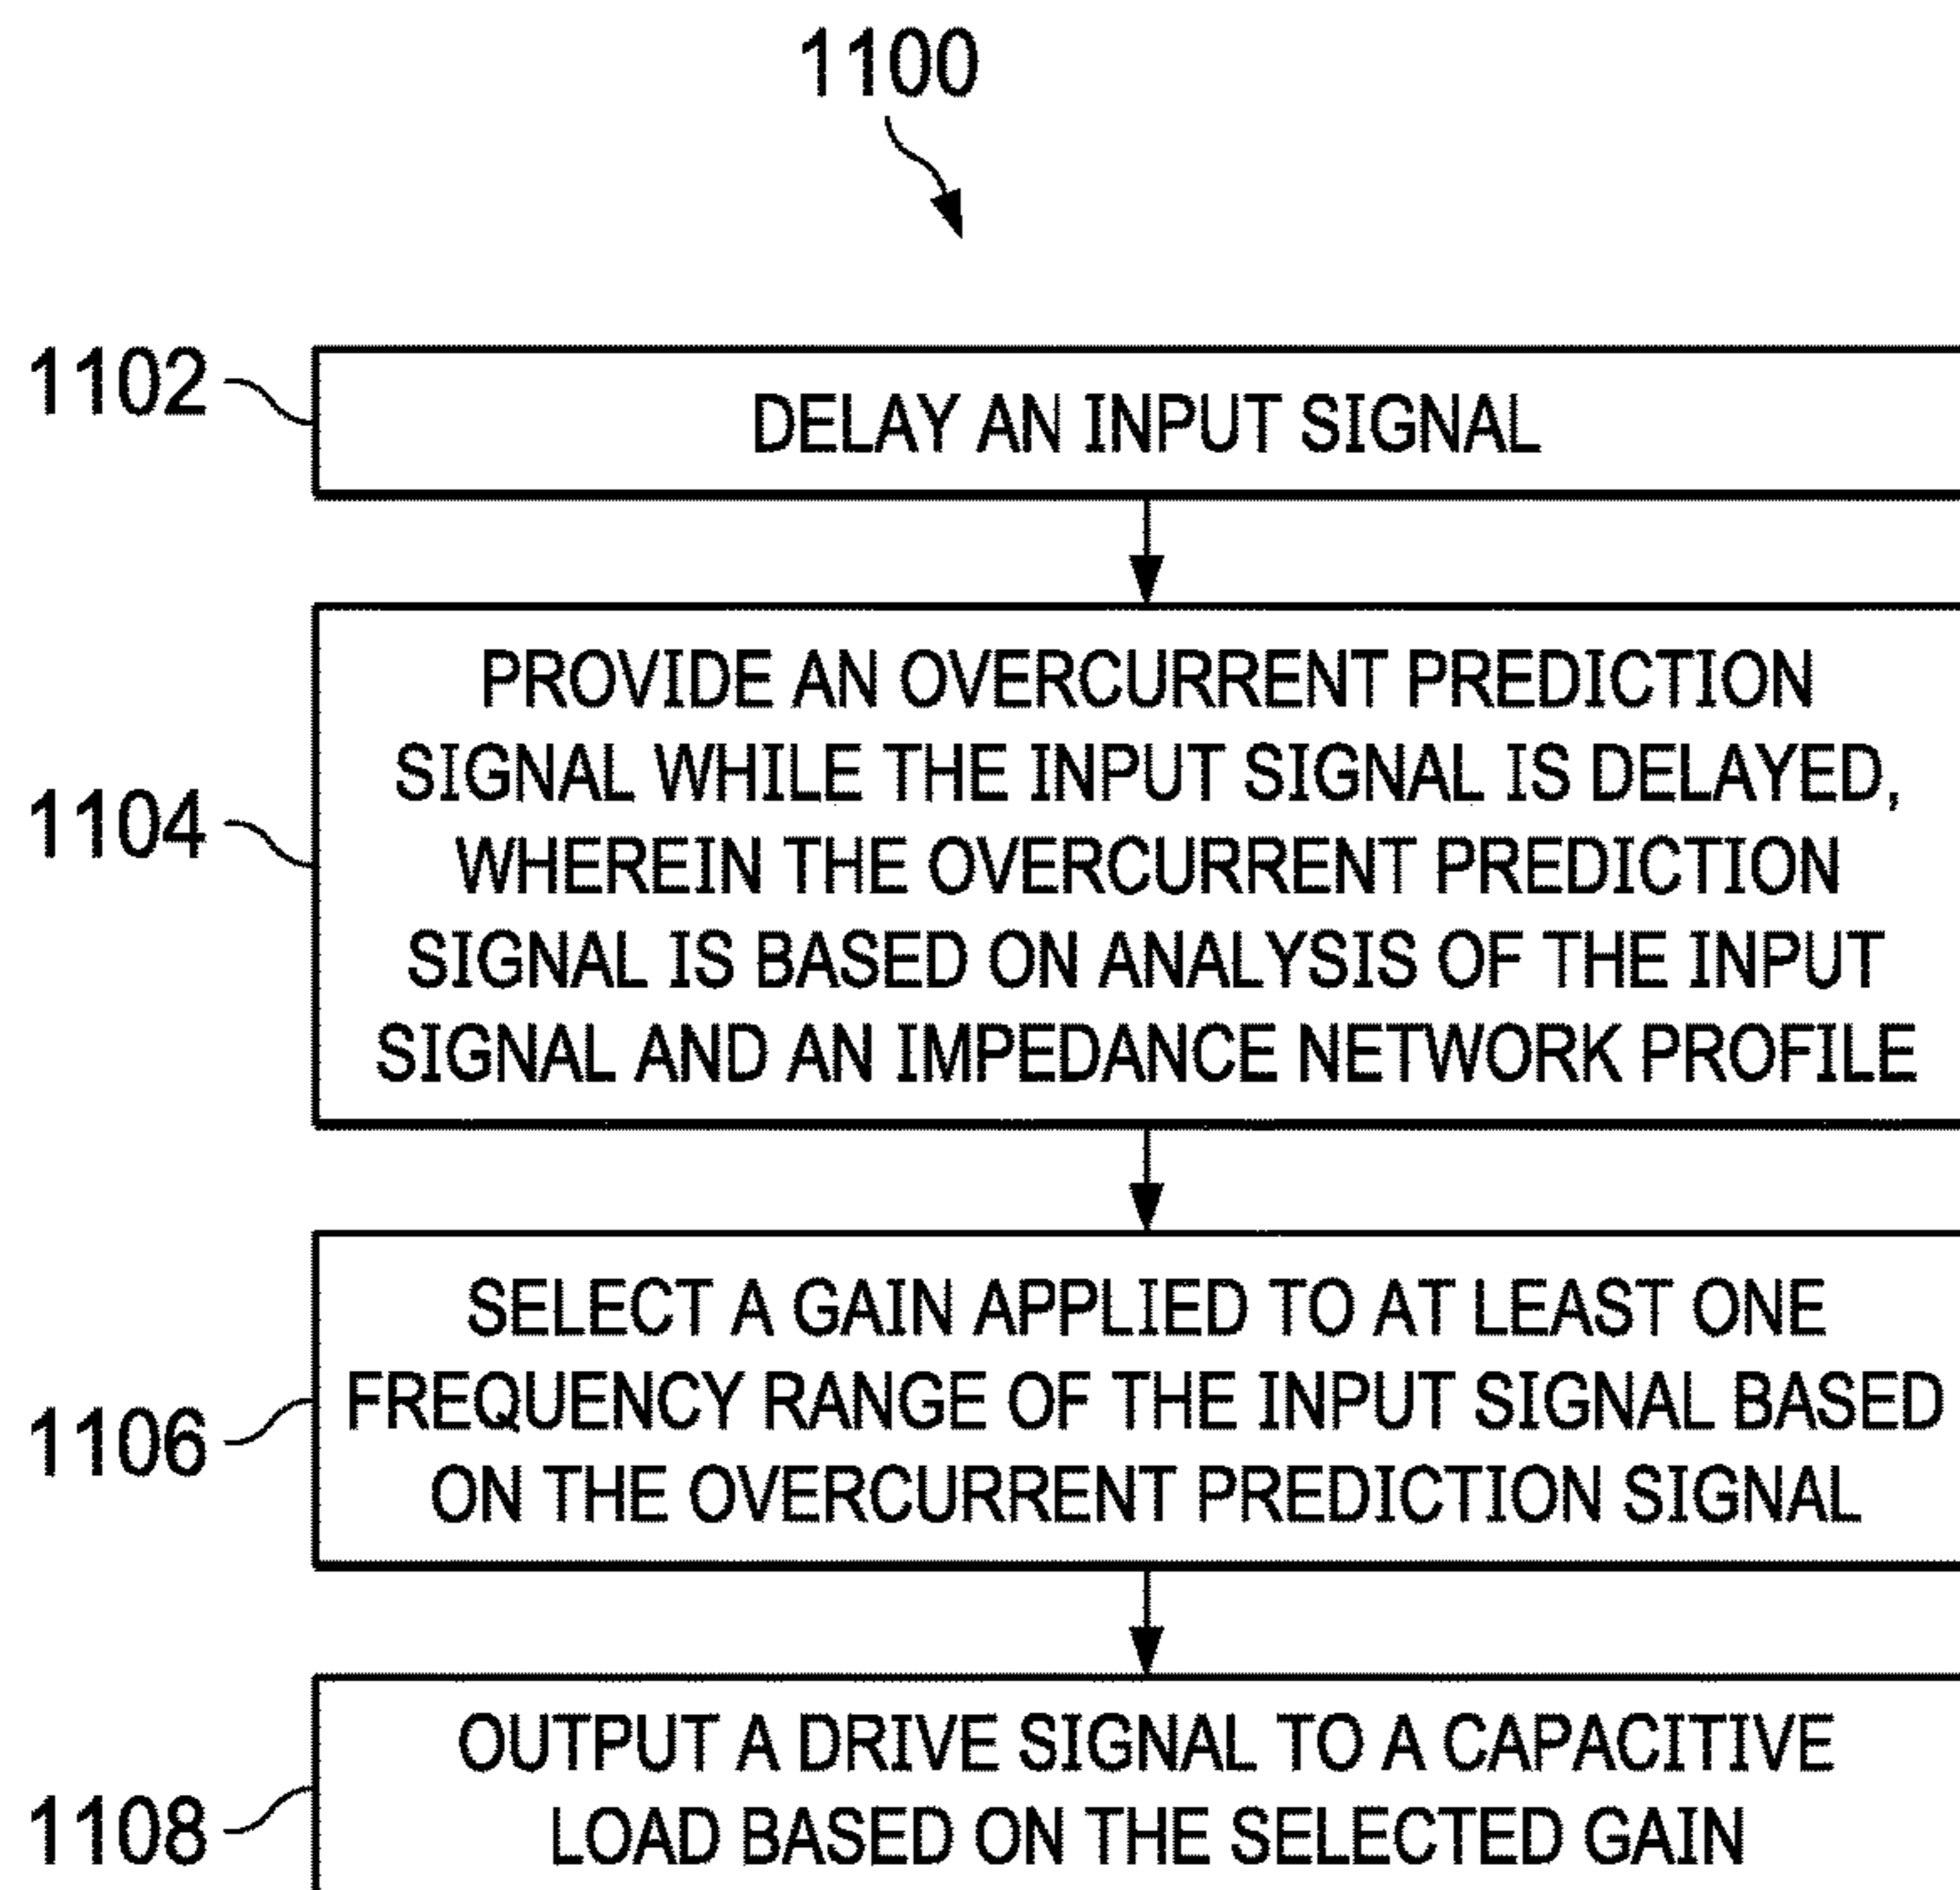 1100
1102
DELAY AN INPUT SIGNAL
1104
PROVIDE AN OVERCURRENT PREDICTION
SIGNAL WHILE THE INPUT SIGNAL IS DELAYED,
WHEREIN THE OVERCURRENT PREDICTION
SIGNAL IS BASED ON ANALYSIS OF THE INPUT
SIGNAL AND AN IMPEDANCE NETWORK PROFILE
1106
SELECT A GAIN APPLIED TO AT LEAST ONE
FREQUENCY RANGE OF THE INPUT SIGNAL BASED
ON THE OVERCURRENT PREDICTION SIGNAL
1108
OUTPUT A DRIVE SIGNAL TO A CAPACITIVE
LOAD BASED ON THE SELECTED GAIN